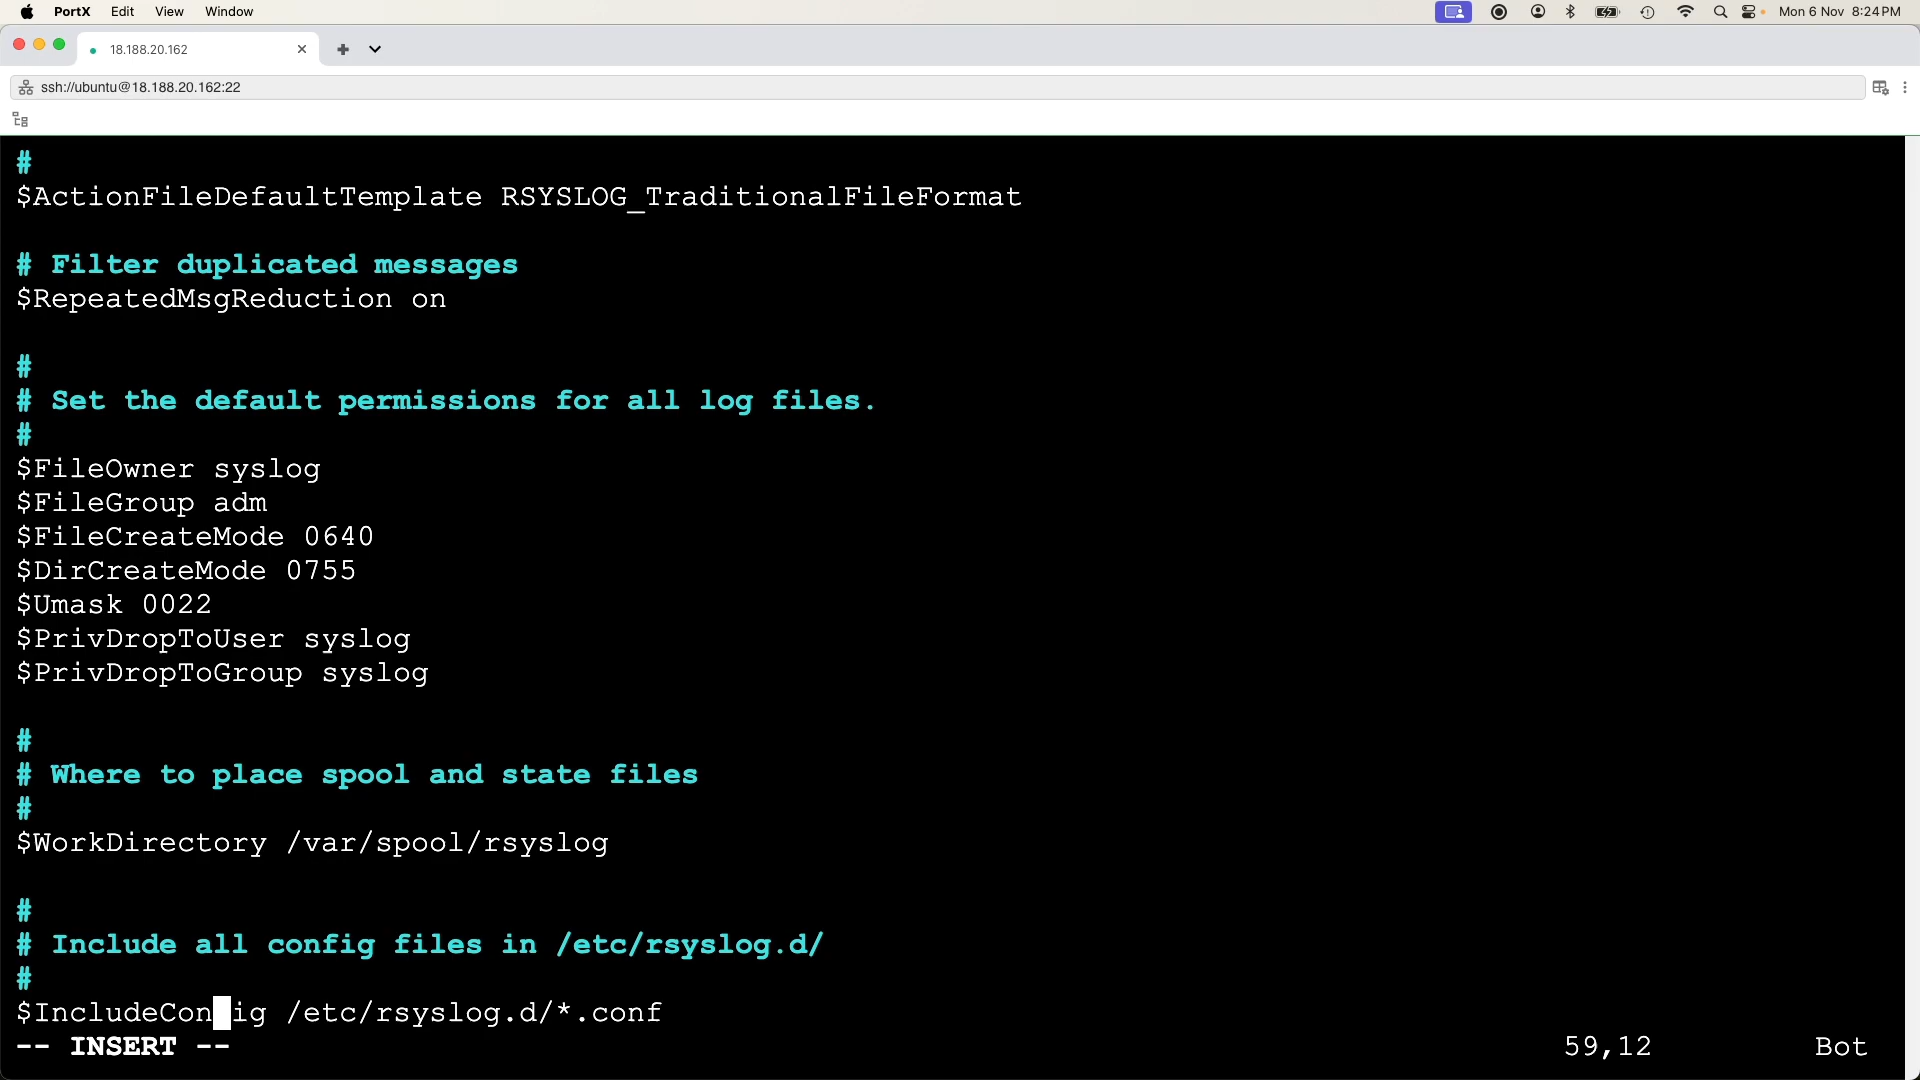 PortX Edit View Window Mon 6 Nov 8:24 PM
18.188.20.162
ssh://ubuntu@18.188.20.162:22
#
$ActionFileDefaultTemplate RSYSLOG_TraditionalFileFormat
# Filter duplicated messages
$RepeatedMsgReduction on
#
# Set the default permissions for all log files.
#
$FileOwner syslog
$FileGroup adm
$FileCreateMode 0640
$DirCreateMode 0755
$Umask 0022
$PrivDropToUser syslog
$PrivDropToGroup syslog
#
# Where to place spool and state files
#
$WorkDirectory /var/spool/rsyslog
#
# Include all config files in /etc/rsyslog.d/
#
$IncludeCon ig /etc/rsyslog.d/*.conf
-- INSERT -- 59,12 Bot